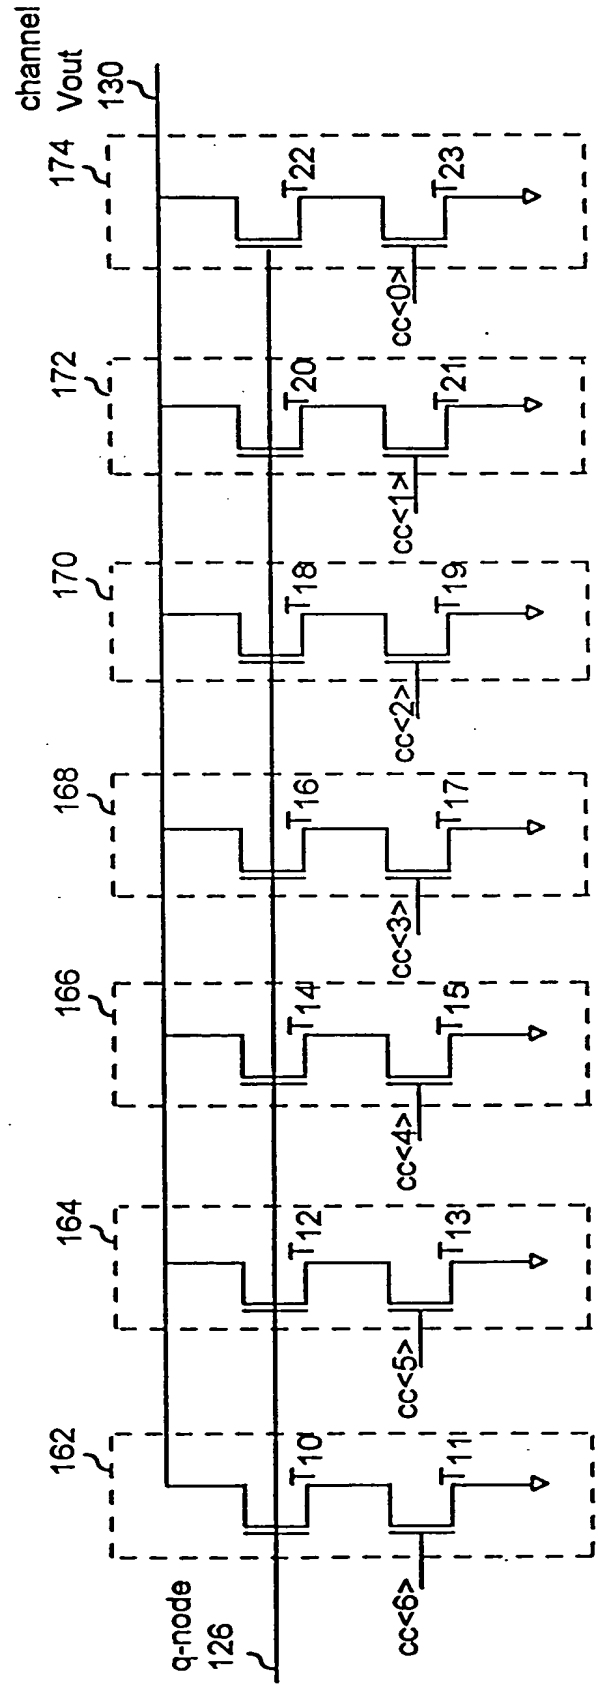 channel
Vout
130
174
T22
T23
cc<0>
172
T20
T21
cc<1>
170
T18
T19
cc<2>
168
T16
T17
cc<3>
166
T14
T15
cc<4>
164
T12
T13
cc<5>
162
T10
T11
cc<6>
q-node
126